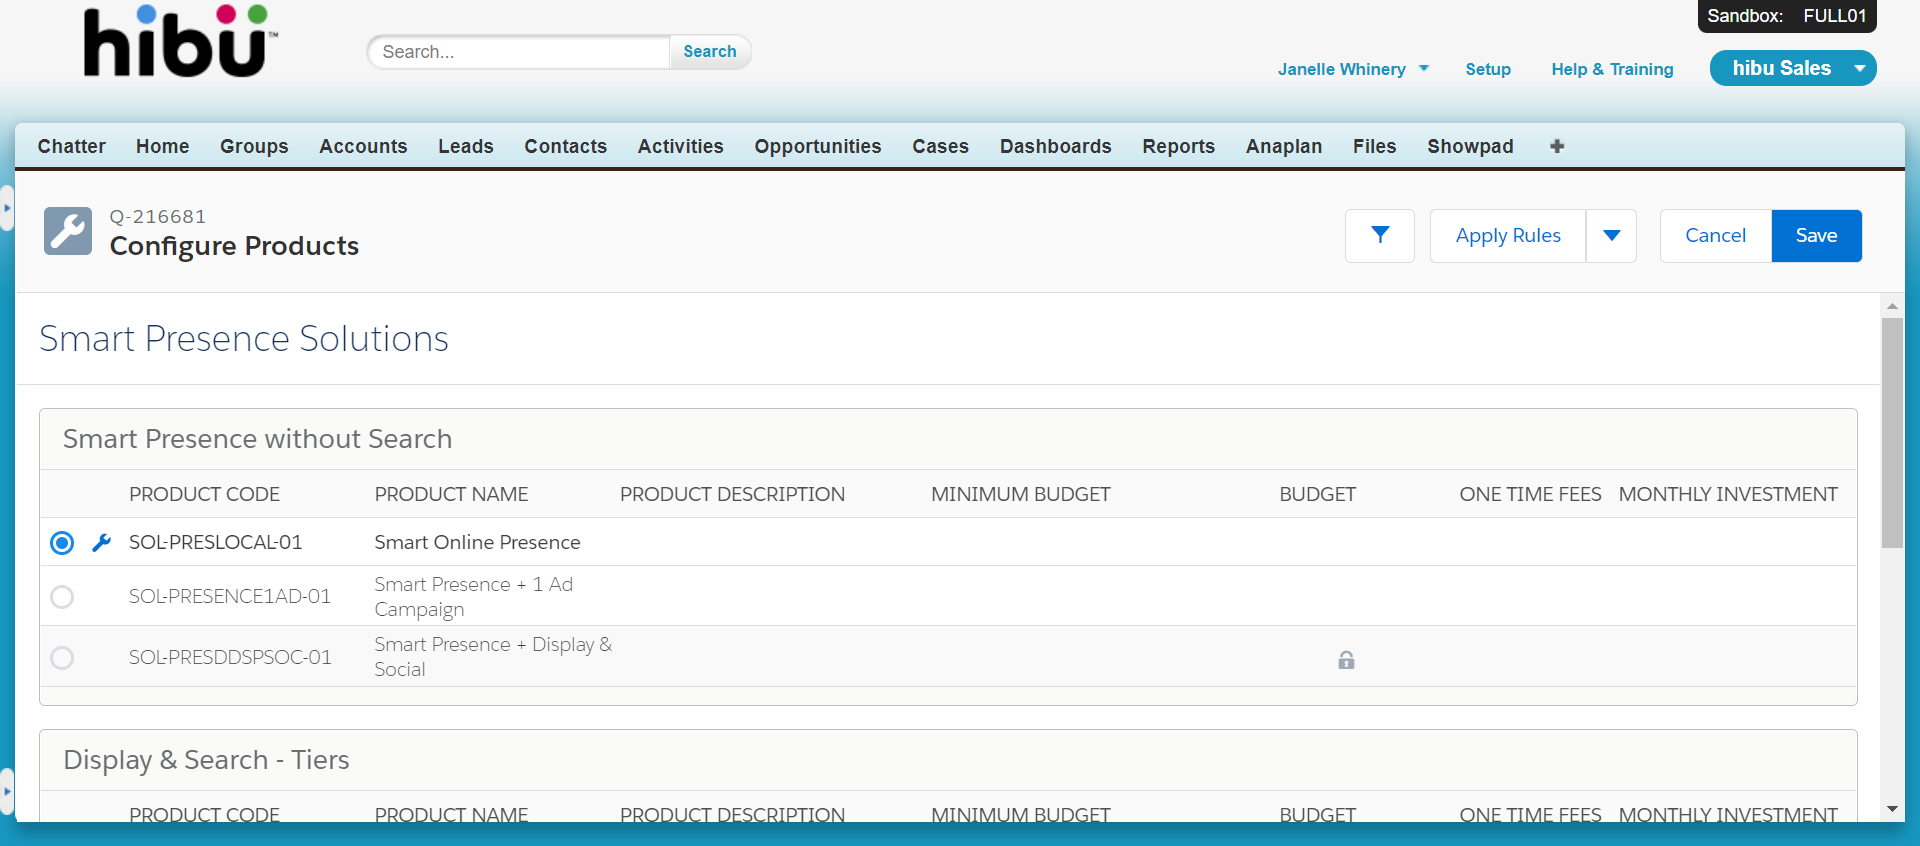 hibu™
Search...
Search
Sandbox: FULL01
Janelle Whinery
Setup
Help & Training
hibu Sales
Chatter Home Groups Accounts Leads Contacts Activities Opportunities Cases Dashboards Reports Anaplan Files Showpad
Q-216681
Configure Products
Apply Rules
Cancel
Save
Smart Presence Solutions
Smart Presence without Search
PRODUCT CODE PRODUCT NAME PRODUCT DESCRIPTION MINIMUM BUDGET BUDGET ONE TIME FEES MONTHLY INVESTMENT
SOL-PRESLOCAL-01 Smart Online Presence
SOL-PRESENCE1AD-01 Smart Presence + 1 Ad
Campaign
SOL-PRESDDSPSOC-01 Smart Presence + Display &
Social
Display & Search - Tiers
PRODUCT CODE PRODUCT NAME PRODUCT DESCRIPTION MINIMUM BUDGET BUDGET ONE TIME FEES MONTHLY INVESTMENT